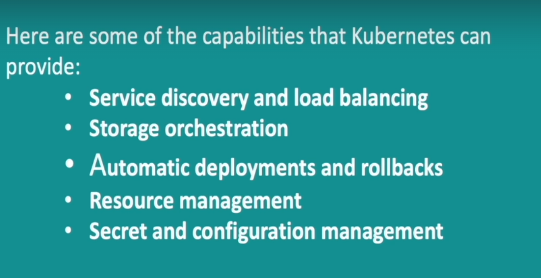 Here are some of the capabilities that Kubernetes can
provide:
• Service discovery and load balancing
• Storage orchestration
• Automatic deployments and rollbacks
• Resource management
• Secret and configuration management